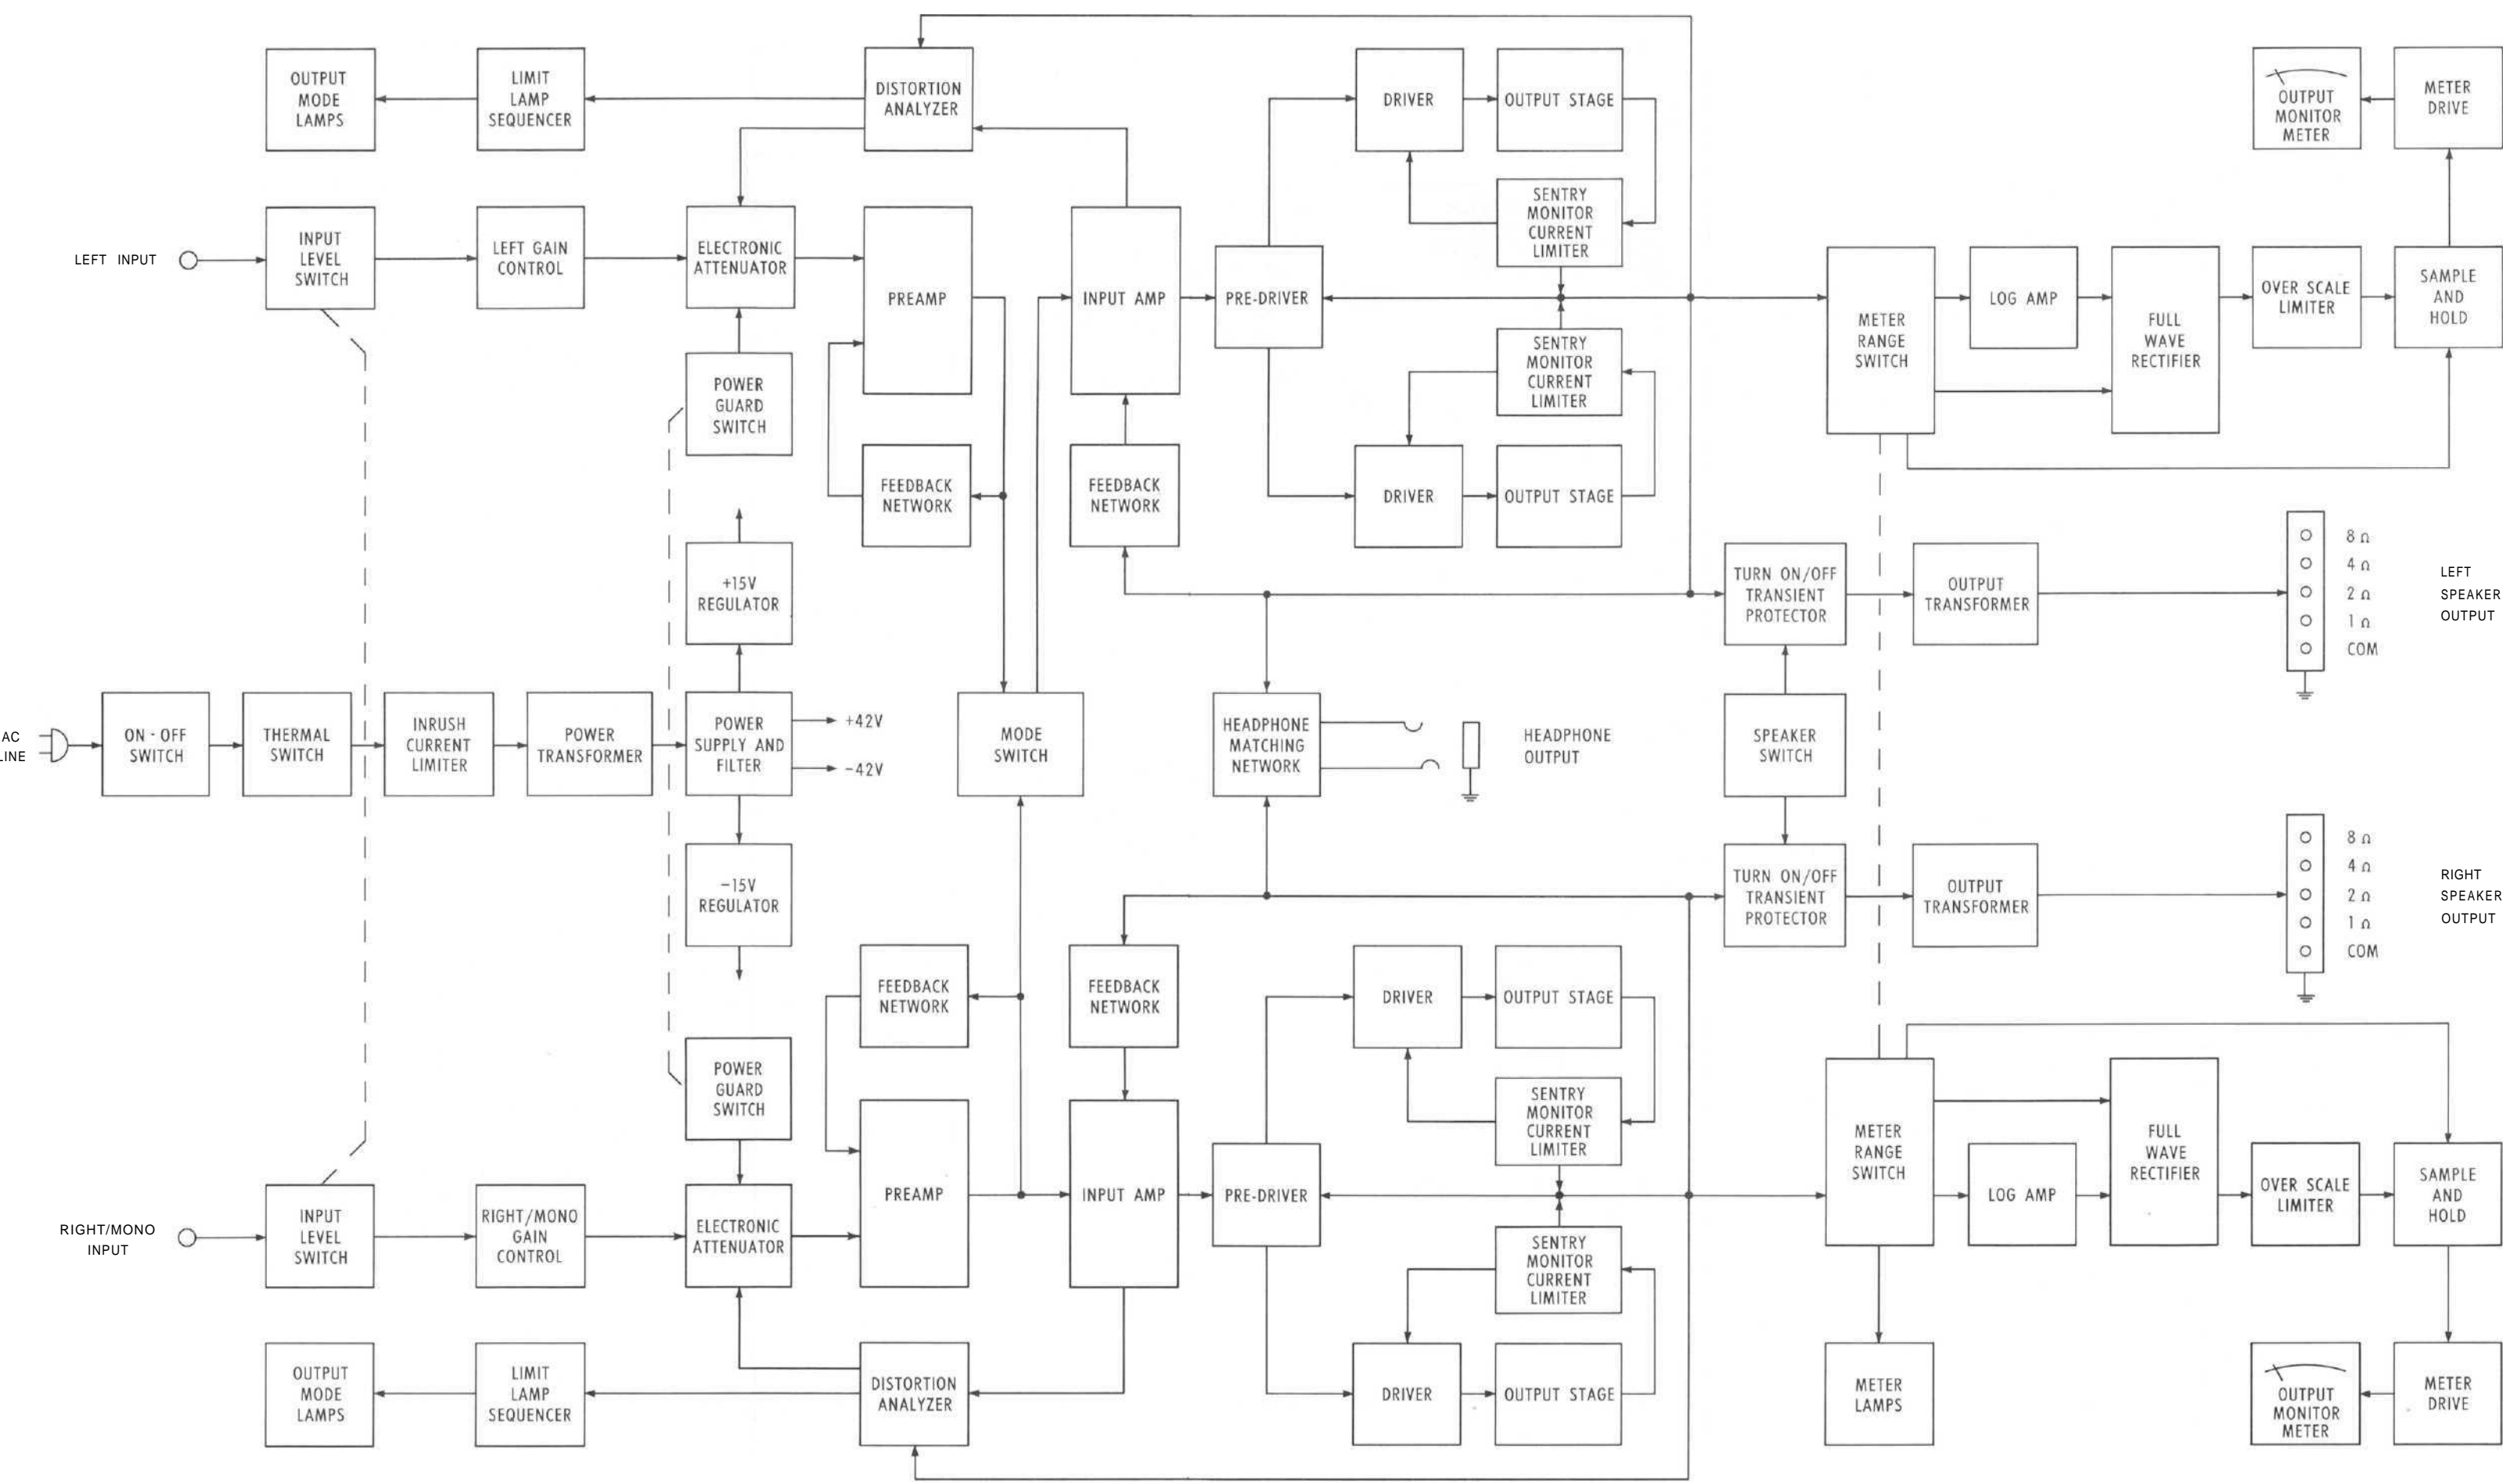 OUTPUT
MODE
LAMPS
LIMIT
LAMP
SEQUENCER
DISTORTION
ANALYZER
DRIVER
OUTPUT STAGE
OUTPUT
MONITOR
METER
METER
DRIVE
LEFT INPUT
INPUT
LEVEL
SWITCH
LEFT GAIN
CONTROL
ELECTRONIC
ATTENUATOR
PREAMP
INPUT AMP
PRE-DRIVER
SENTRY
MONITOR
CURRENT
LIMITER
SENTRY
MONITOR
CURRENT
LIMITER
METER
RANGE
SWITCH
LOG AMP
FULL
WAVE
RECTIFIER
OVER SCALE
LIMITER
SAMPLE
AND
HOLD
POWER
GUARD
SWITCH
FEEDBACK
NETWORK
FEEDBACK
NETWORK
DRIVER
OUTPUT STAGE
+15V
REGULATOR
TURN ON/OFF
TRANSIENT
PROTECTOR
OUTPUT
TRANSFORMER
8 Ω
4 Ω
2 Ω
1 Ω
COM
LEFT
SPEAKER
OUTPUT
AC
LINE
ON - OFF
SWITCH
THERMAL
SWITCH
INRUSH
CURRENT
LIMITER
POWER
TRANSFORMER
POWER
SUPPLY AND
FILTER
+42V
-42V
MODE
SWITCH
HEADPHONE
MATCHING
NETWORK
HEADPHONE
OUTPUT
SPEAKER
SWITCH
-15V
REGULATOR
TURN ON/OFF
TRANSIENT
PROTECTOR
OUTPUT
TRANSFORMER
8 Ω
4 Ω
2 Ω
1 Ω
COM
RIGHT
SPEAKER
OUTPUT
FEEDBACK
NETWORK
FEEDBACK
NETWORK
DRIVER
OUTPUT STAGE
POWER
GUARD
SWITCH
SENTRY
MONITOR
CURRENT
LIMITER
RIGHT/MONO
INPUT
INPUT
LEVEL
SWITCH
RIGHT/MONO
GAIN
CONTROL
ELECTRONIC
ATTENUATOR
PREAMP
INPUT AMP
PRE-DRIVER
SENTRY
MONITOR
CURRENT
LIMITER
METER
RANGE
SWITCH
LOG AMP
FULL
WAVE
RECTIFIER
OVER SCALE
LIMITER
SAMPLE
AND
HOLD
OUTPUT
MODE
LAMPS
LIMIT
LAMP
SEQUENCER
DISTORTION
ANALYZER
DRIVER
OUTPUT STAGE
METER
LAMPS
OUTPUT
MONITOR
METER
METER
DRIVE